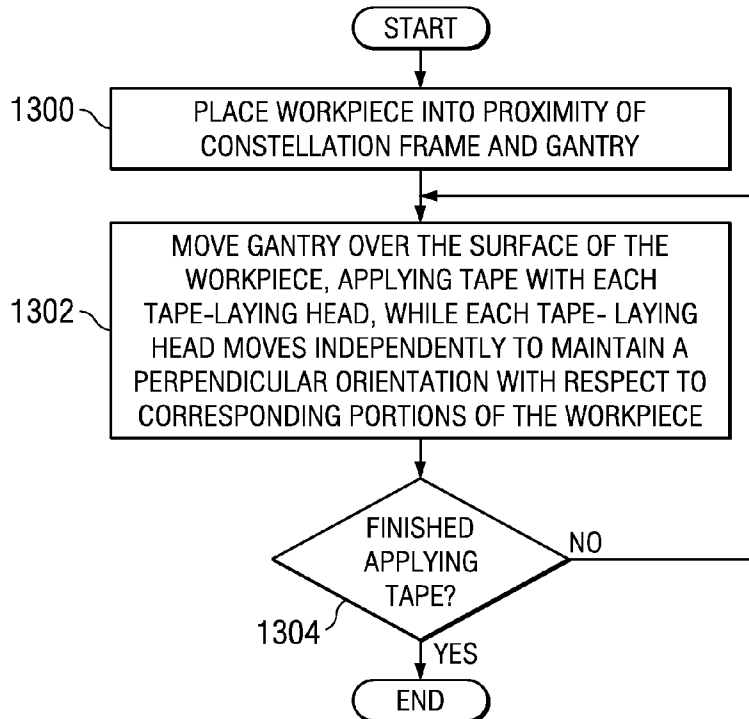 START
1300
PLACE WORKPIECE INTO PROXIMITY OF
CONSTELLATION FRAME AND GANTRY
1302
MOVE GANTRY OVER THE SURFACE OF THE
WORKPIECE, APPLYING TAPE WITH EACH
TAPE-LAYING HEAD, WHILE EACH TAPE- LAYING
HEAD MOVES INDEPENDENTLY TO MAINTAIN A
PERPENDICULAR ORIENTATION WITH RESPECT TO
CORRESPONDING PORTIONS OF THE WORKPIECE
FINISHED
APPLYING
TAPE?
NO
1304
YES
END